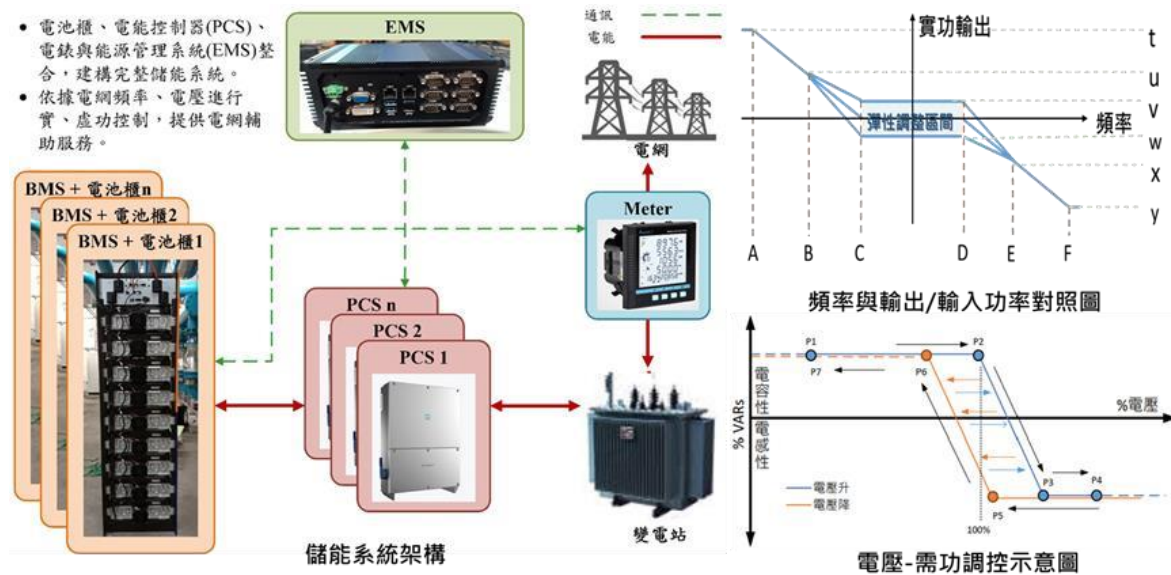 • 電池櫃、電能控制器(PCS)、
電錶與能源管理系統(EMS)整
合,建構完整儲能系統。
• 依據電網頻率、電壓進行
實、虛功控制,提供電網輔
助服務。
EMS
通訊
電能
電網
BMS + 電池櫃n
BMS + 電池櫃2
BMS + 電池櫃1
Meter
PCS n
PCS 2
PCS 1
變電站
儲能系統架構
實功輸出
頻率
彈性調整區間
t
u
v
w
x
y
A B C D E F
頻率與輸出/輸入功率對照圖
P1
P7
P6
P2
% VARs
電容性
電感性
%電壓
電壓升
電壓降
P3
P4
P5
100%
電壓-需功調控示意圖